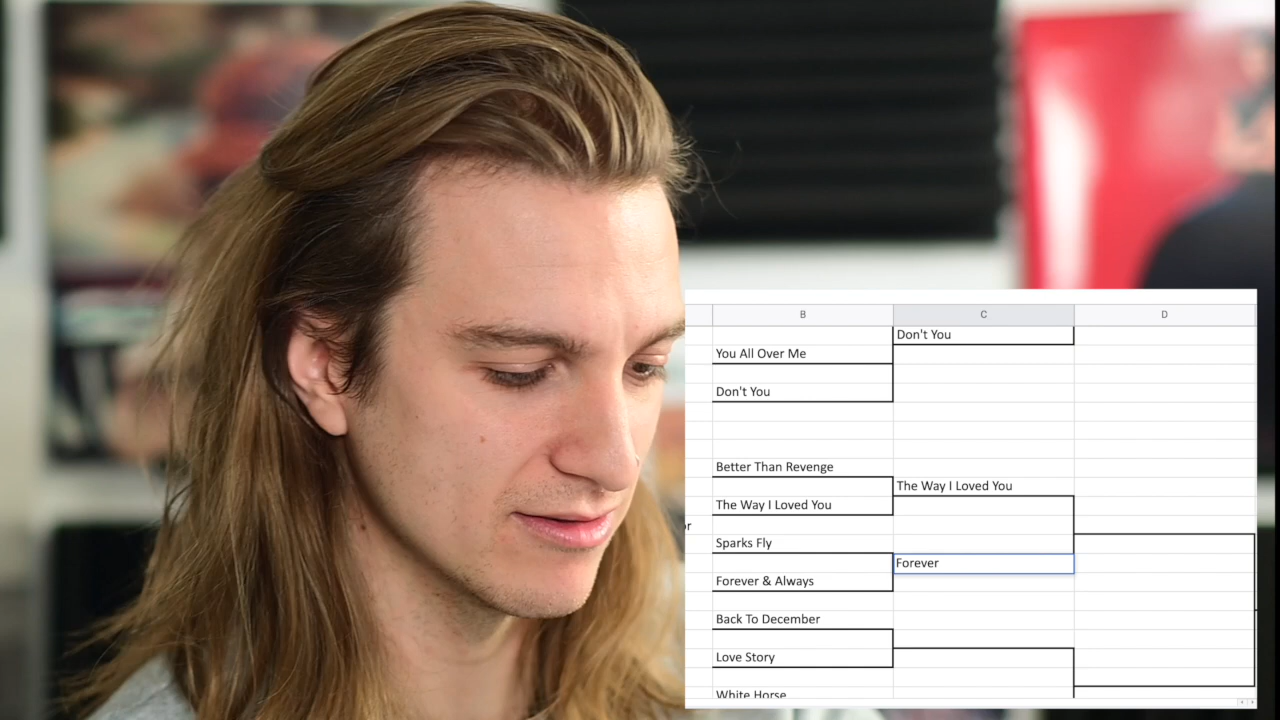 B C D
Don't You
You All Over Me
Don't You
Better Than Revenge
The Way I Loved You
The Way I Loved You
or
Sparks Fly
Forever
Forever & Always
Back To December
Love Story
White Horse